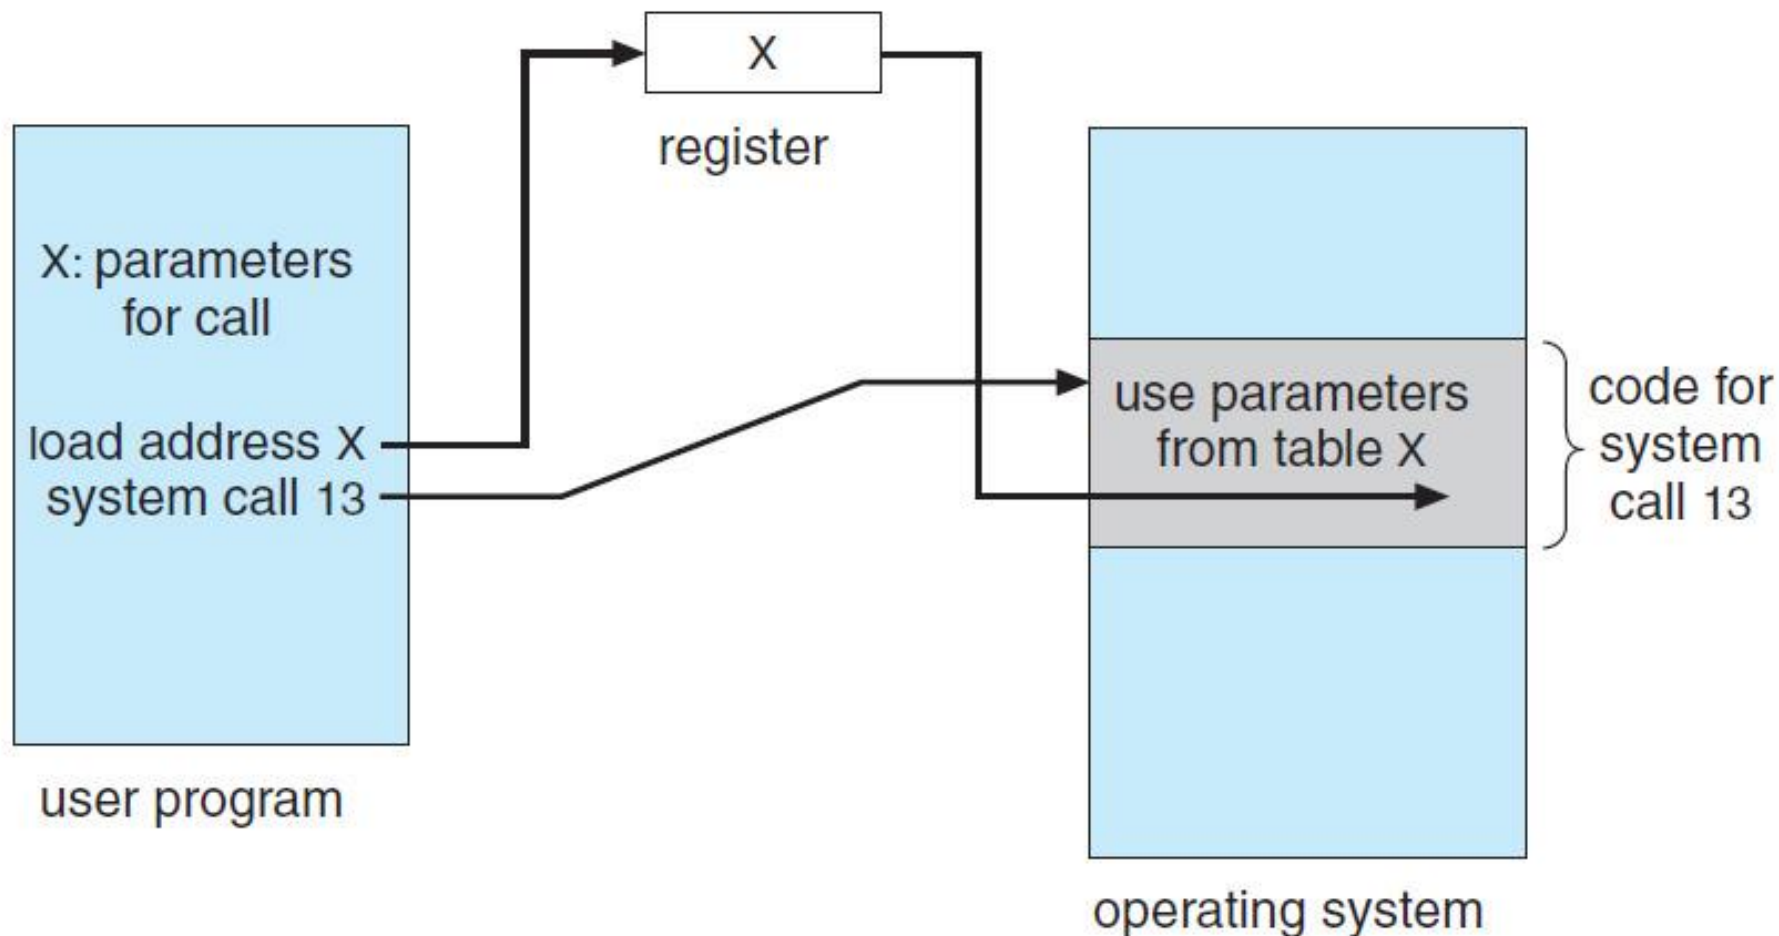 X
register
X: parameters
for call
load address X
system call 13
user program
use parameters
from table X
code for
system
call 13
operating system